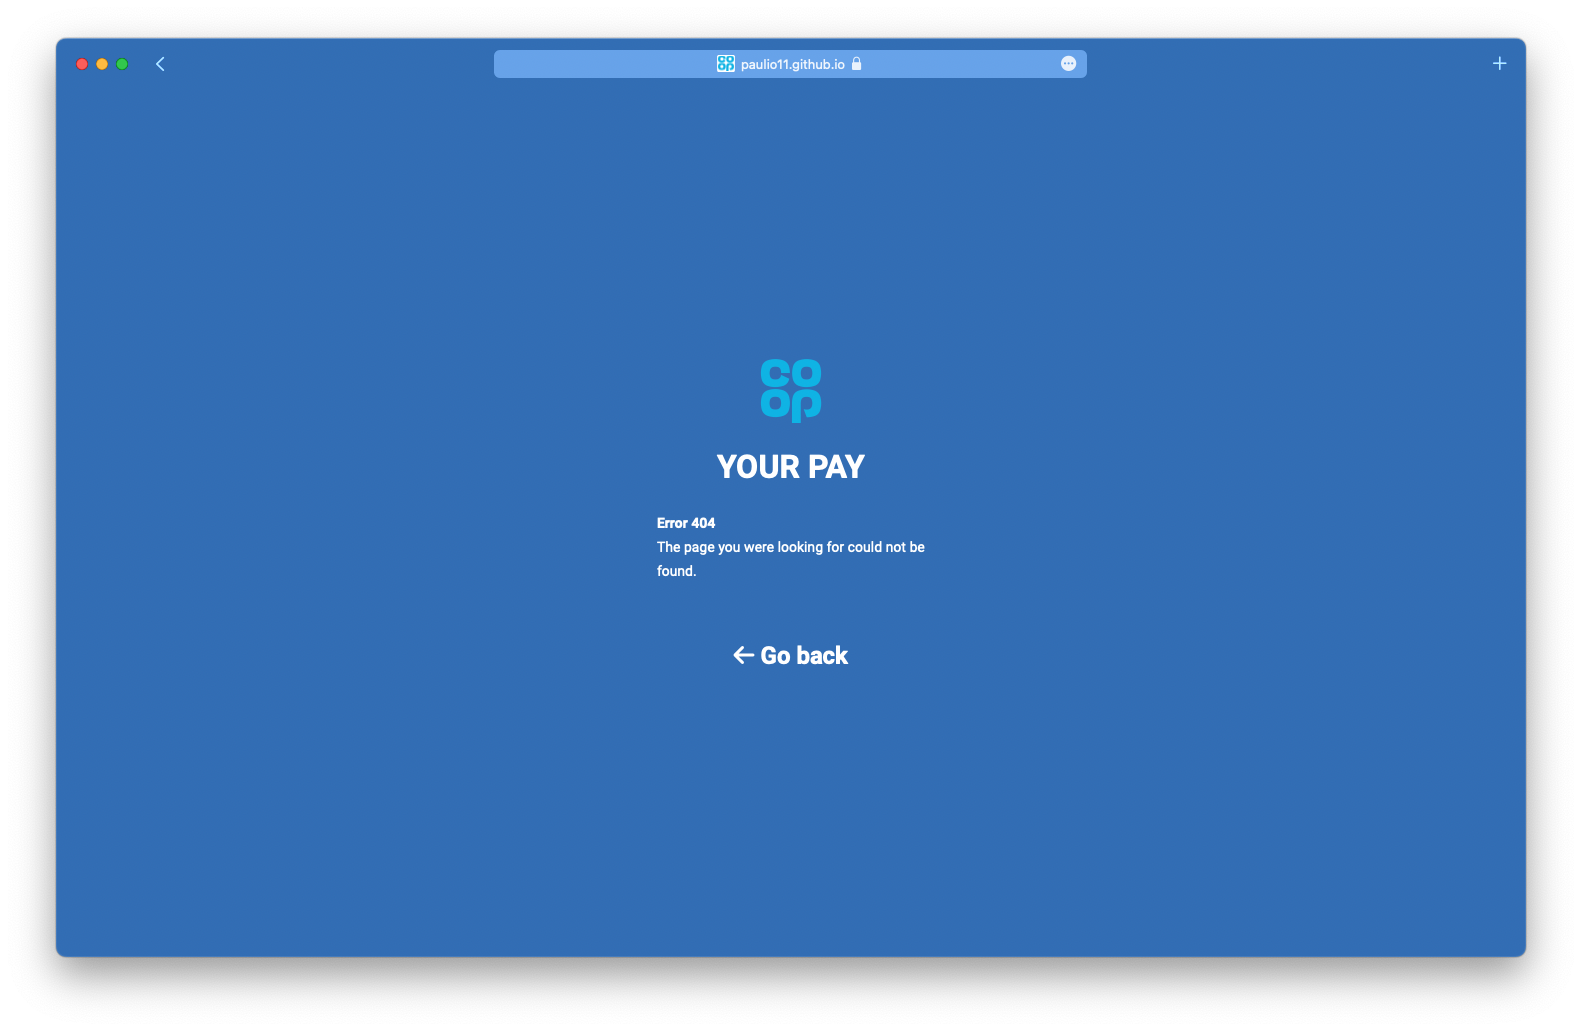 paulio11.github.io
co
op
YOUR PAY
Error 404
The page you were looking for could not be
found.
Go back